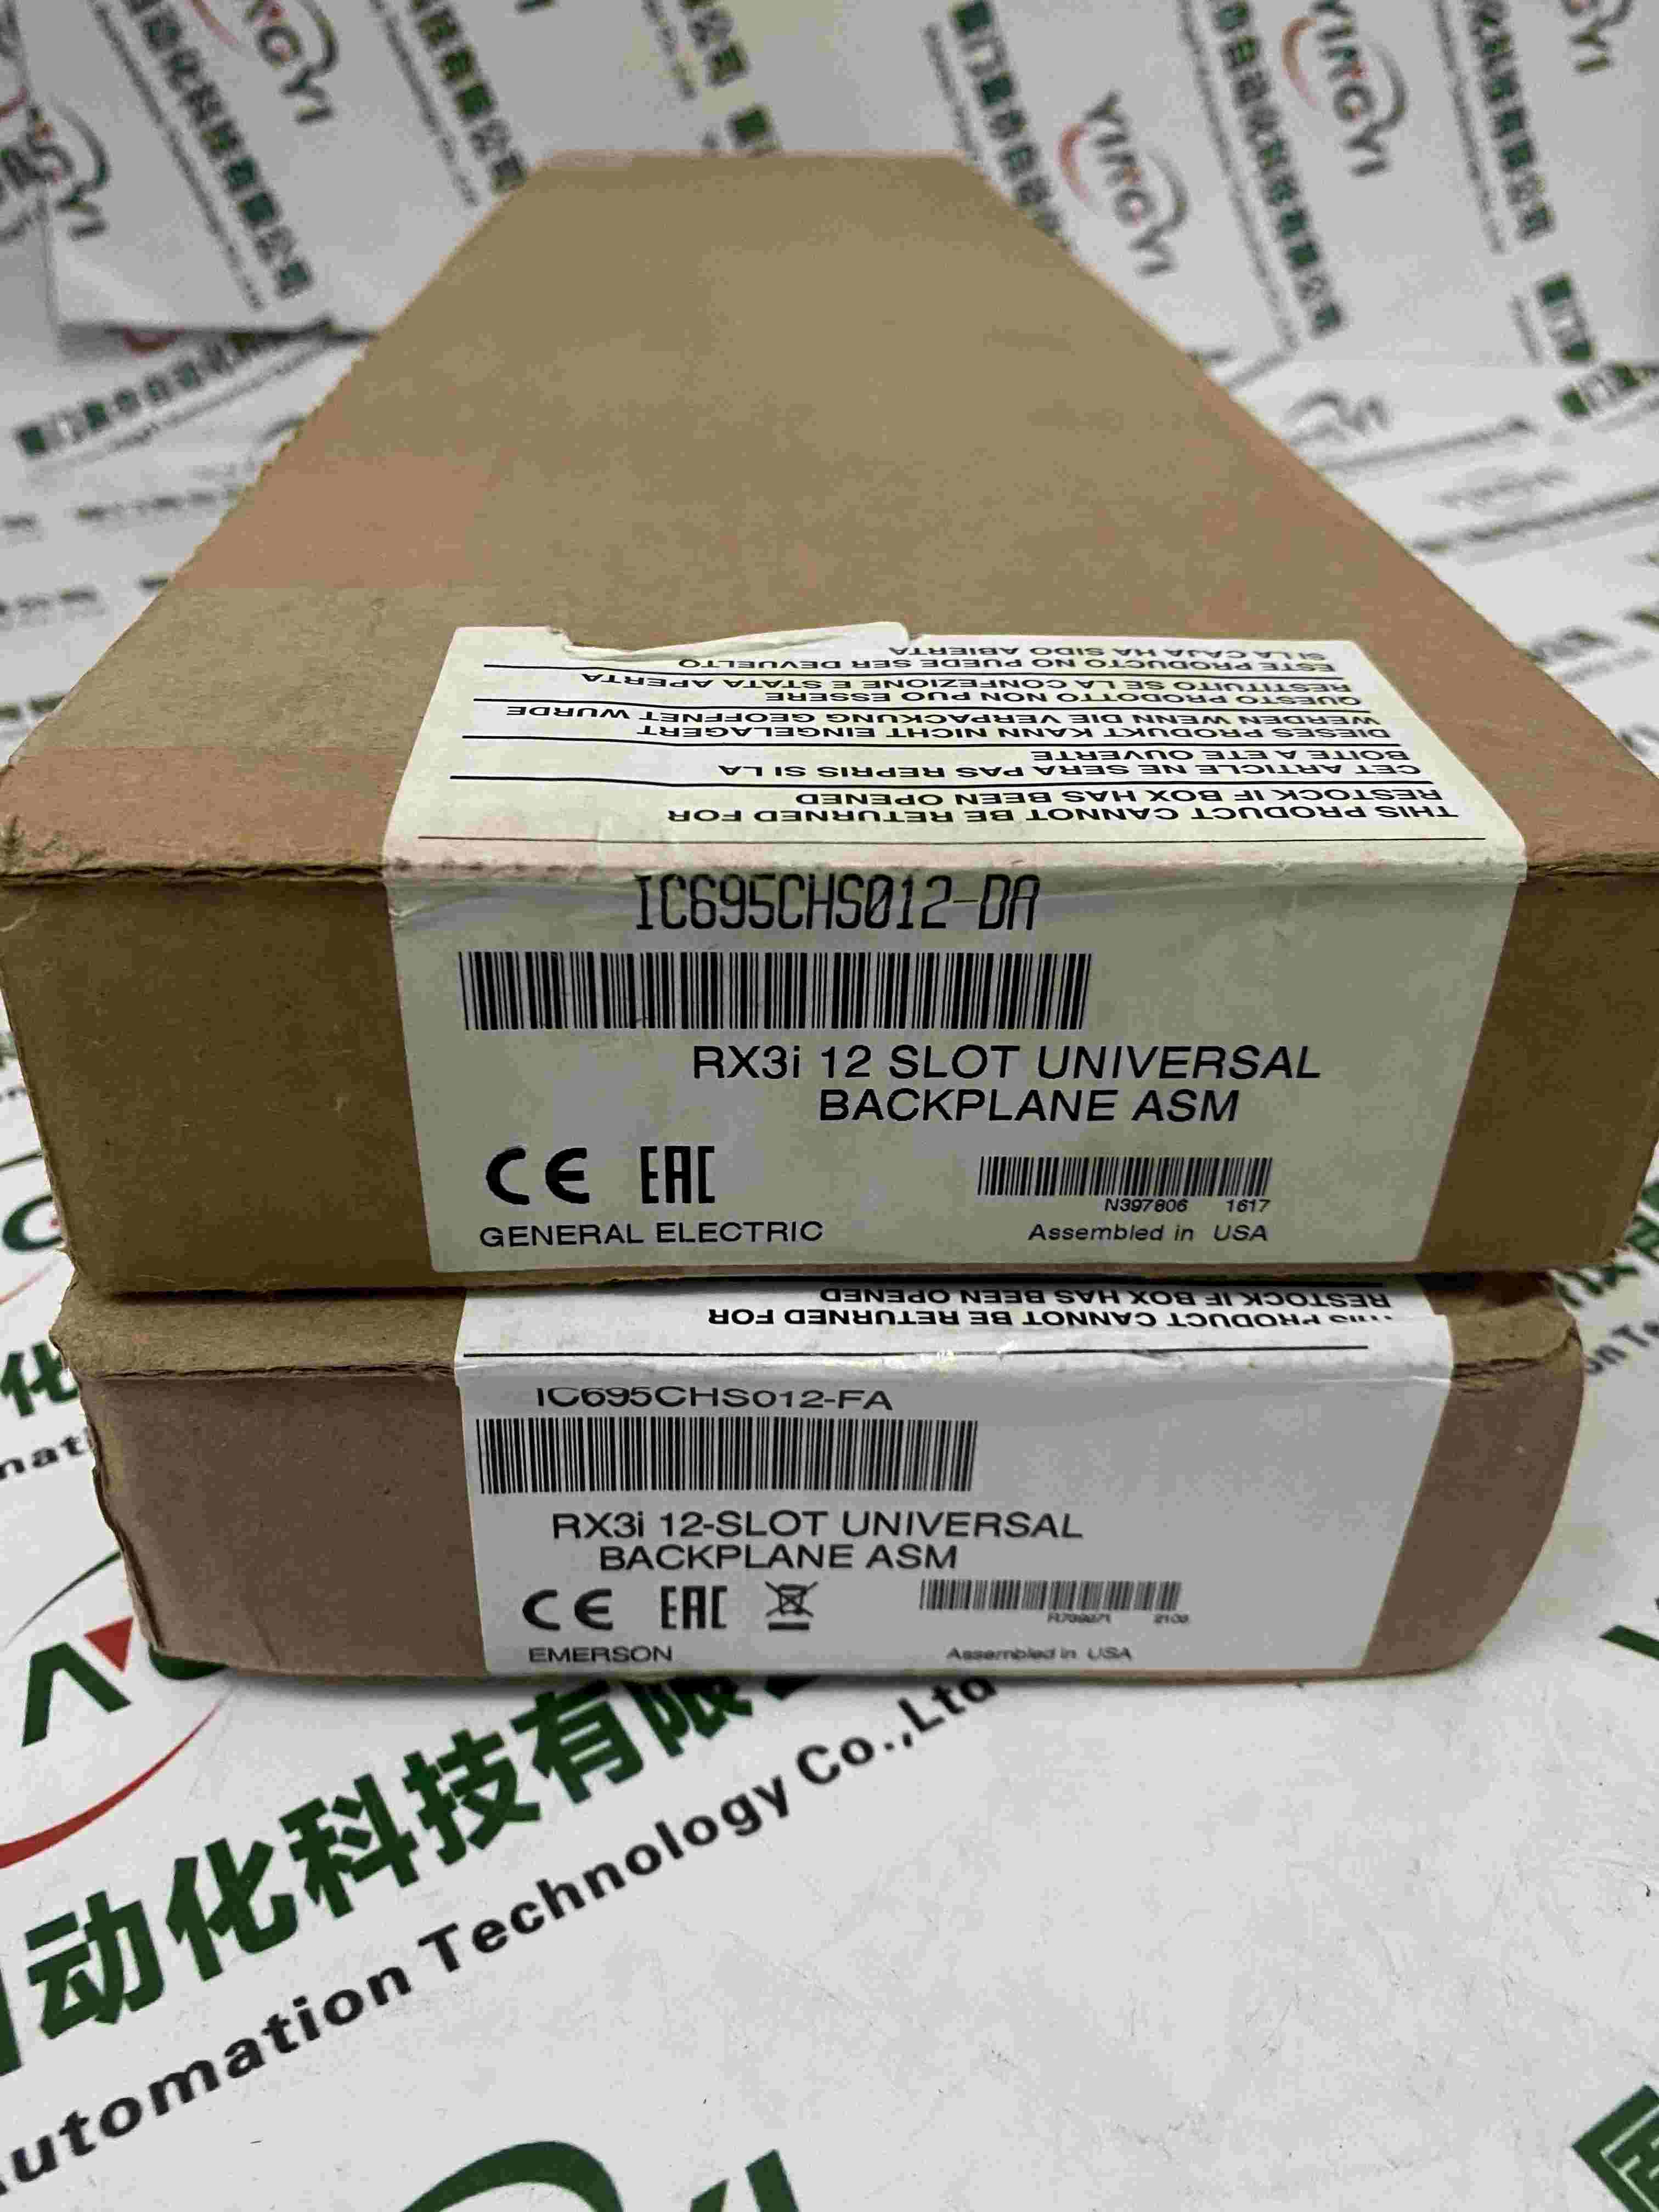 YINGYI
YINGYI
YINGYI
SI LA CAJA HA SIDO ABIERTA
ESTE PRODUCTO NO PUEDE SER DEVUELTO
RESTITUITO SE LA CONFEZIONE E STATA APERTA
QUESTO PRODOTTO NON PUO ESSERE
WERDEN WENN DIE VERPACKUNG GEOFFNET WURDE
DIESES PRODUKT KANN NICHT EINGELAGERT
BOITE A ETE OUVERTE
CET ARTICLE NE SERA PAS REPRIS SI LA
RESTOCK IF BOX HAS BEEN OPENED
THIS PRODUCT CANNOT BE RETURNED FOR
IC695CHS012-DA
RX3i 12 SLOT UNIVERSAL
BACKPLANE ASM
CE EAC
N397806 1617
GENERAL ELECTRIC
Assembled in USA
RESTOCK IF BOX HAS BEEN OPENED
PRODUCT CANNOT BE RETURNED FOR
IC695CHS012-FA
RX3i 12-SLOT UNIVERSAL
BACKPLANE ASM
CE EAC
EMERSON
Assembled in USA
自动化科技有限
Automation Technology Co.,Ltd